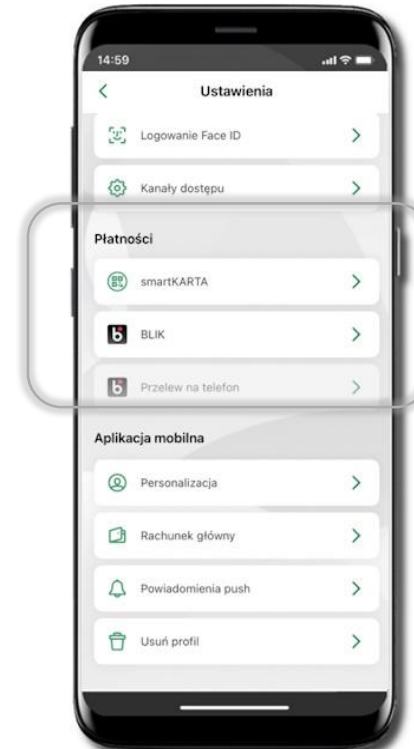 14:59
Ustawienia
Logowanie Face ID
Kanały dostępu
Płatności
smartKARTA
BLIK
Przelew na telefon
Aplikacja mobilna
Personalizacja
Rachunek główny
Powiadomienia push
Usuń profil